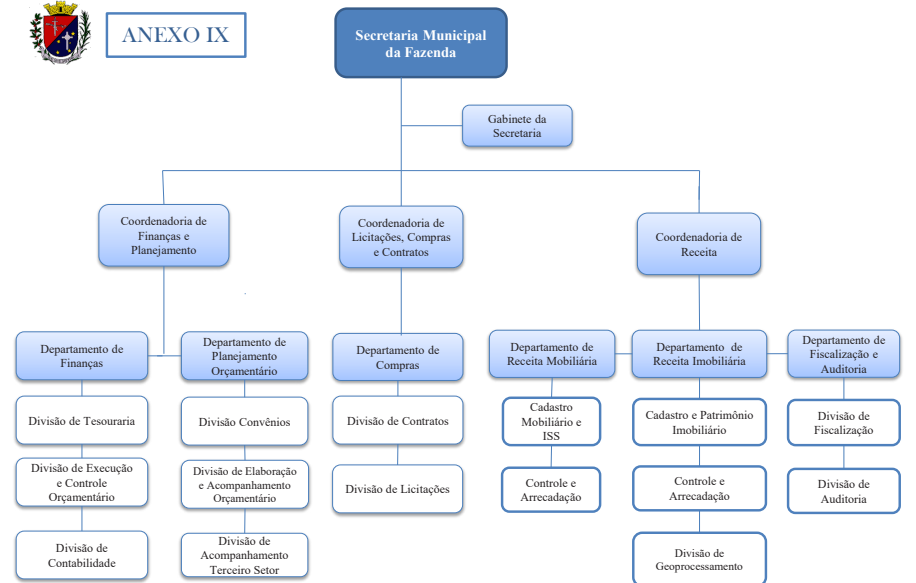 ANEXO IX
Secretaria Municipal
da Fazenda
Gabinete da
Secretaria
Coordenadoria de
Finanças e
Planejamento
Coordenadoria de
Licitações, Compras
e Contratos
Coordenadoria de
Receita
Departamento de
Finanças
Departamento de
Planejamento
Orçamentário
Departamento de
Compras
Departamento de
Receita Mobiliária
Departamento de
Receita Imobiliária
Departamento de
Fiscalização e
Auditoria
Divisão de Tesouraria
Divisão Convênios
Divisão de Contratos
Cadastro
Mobiliário e
ISS
Cadastro e Patrimônio
Imobiliário
Divisão de
Fiscalização
Divisão de Execução
e Controle
Orçamentário
Divisão de Elaboração
e Acompanhamento
Orçamentário
Divisão de Licitações
Controle e
Arrecadação
Controle e
Arrecadação
Divisão de
Auditoria
Divisão de
Contabilidade
Divisão de
Acompanhamento
Terceiro Setor
Divisão de
Geoprocessamento